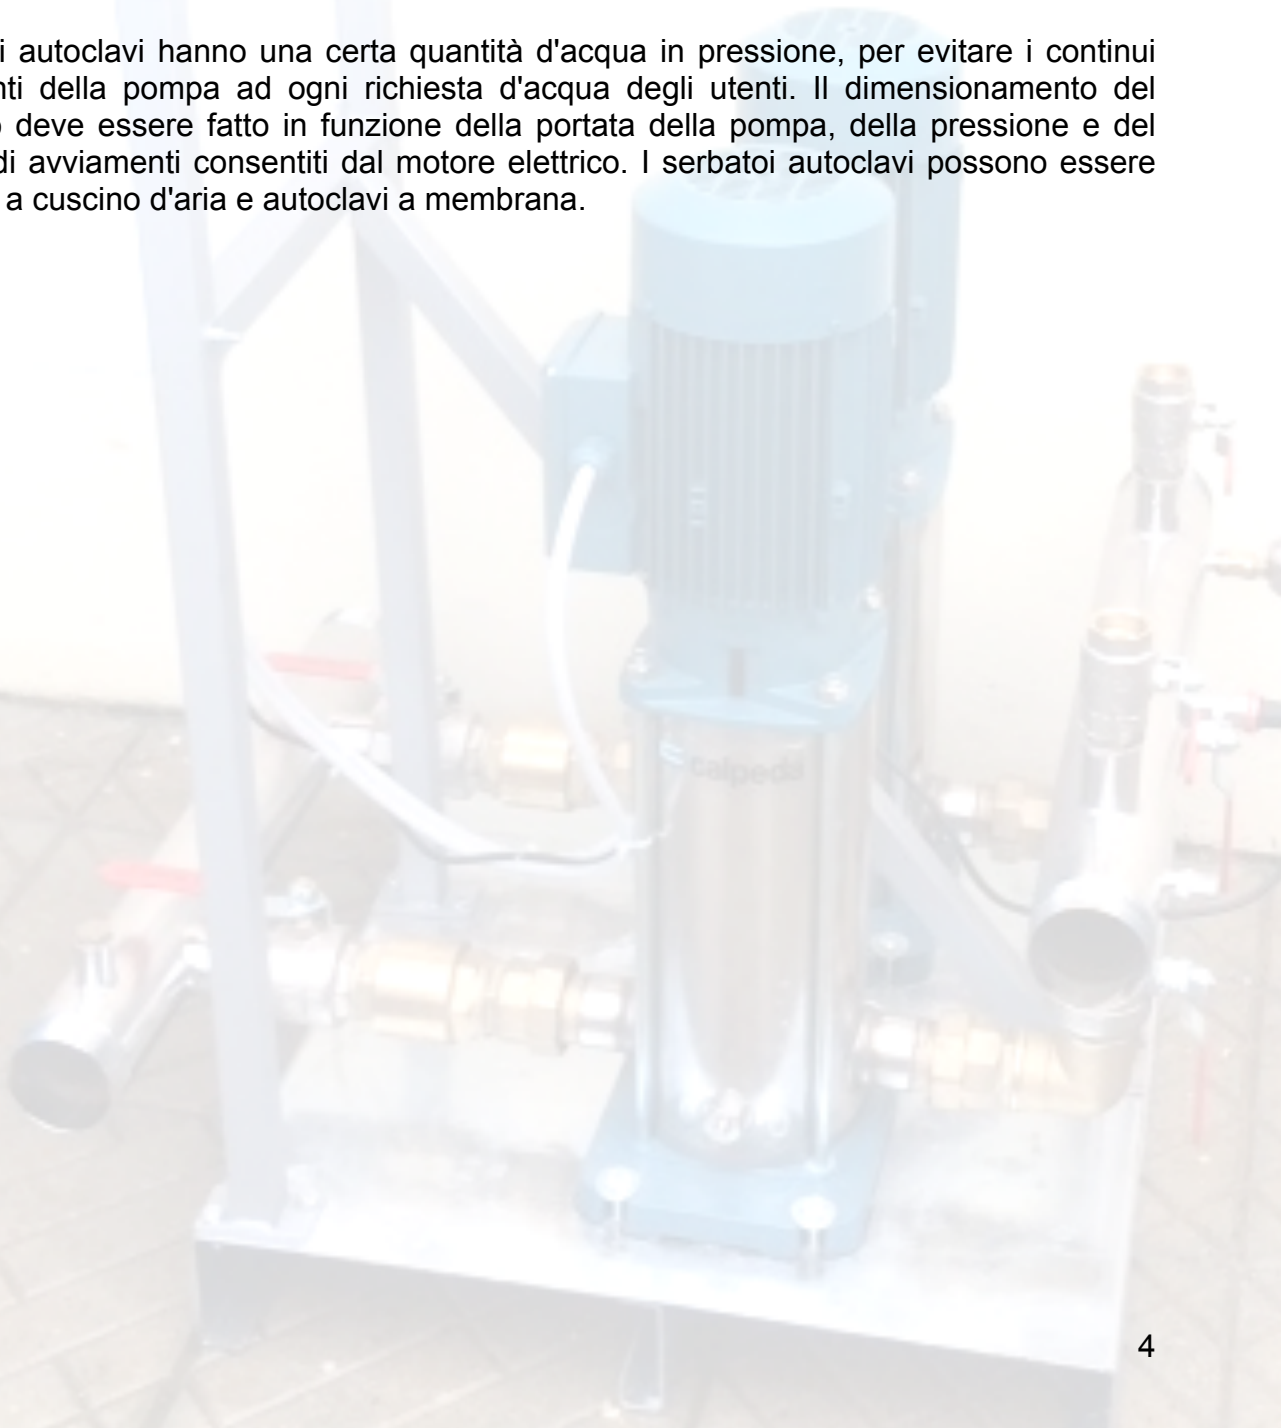 i autoclavi hanno una certa quantità d'acqua in pressione, per evitare i continui
nti della pompa ad ogni richiesta d'acqua degli utenti. Il dimensionamento del
o deve essere fatto in funzione della portata della pompa, della pressione e del
di avviamenti consentiti dal motore elettrico. I serbatoi autoclavi possono essere
a cuscino d'aria e autoclavi a membrana.
calpeda
4